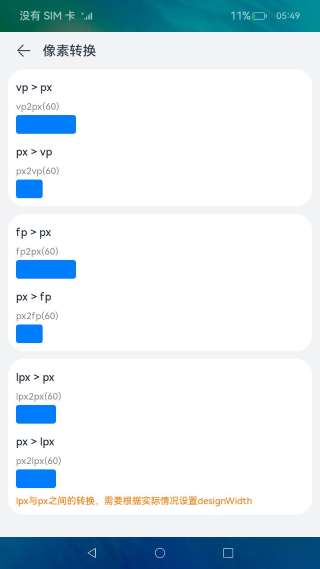 没有 SIM 卡
11%
05:49
像素转换
vp > px
vp2px(60)
px > vp
px2vp(60)
fp > px
fp2px(60)
px > fp
px2fp(60)
lpx > px
lpx2px(60)
px > lpx
px2lpx(60)
lpx与px之间的转换，需要根据实际情况设置designWidth